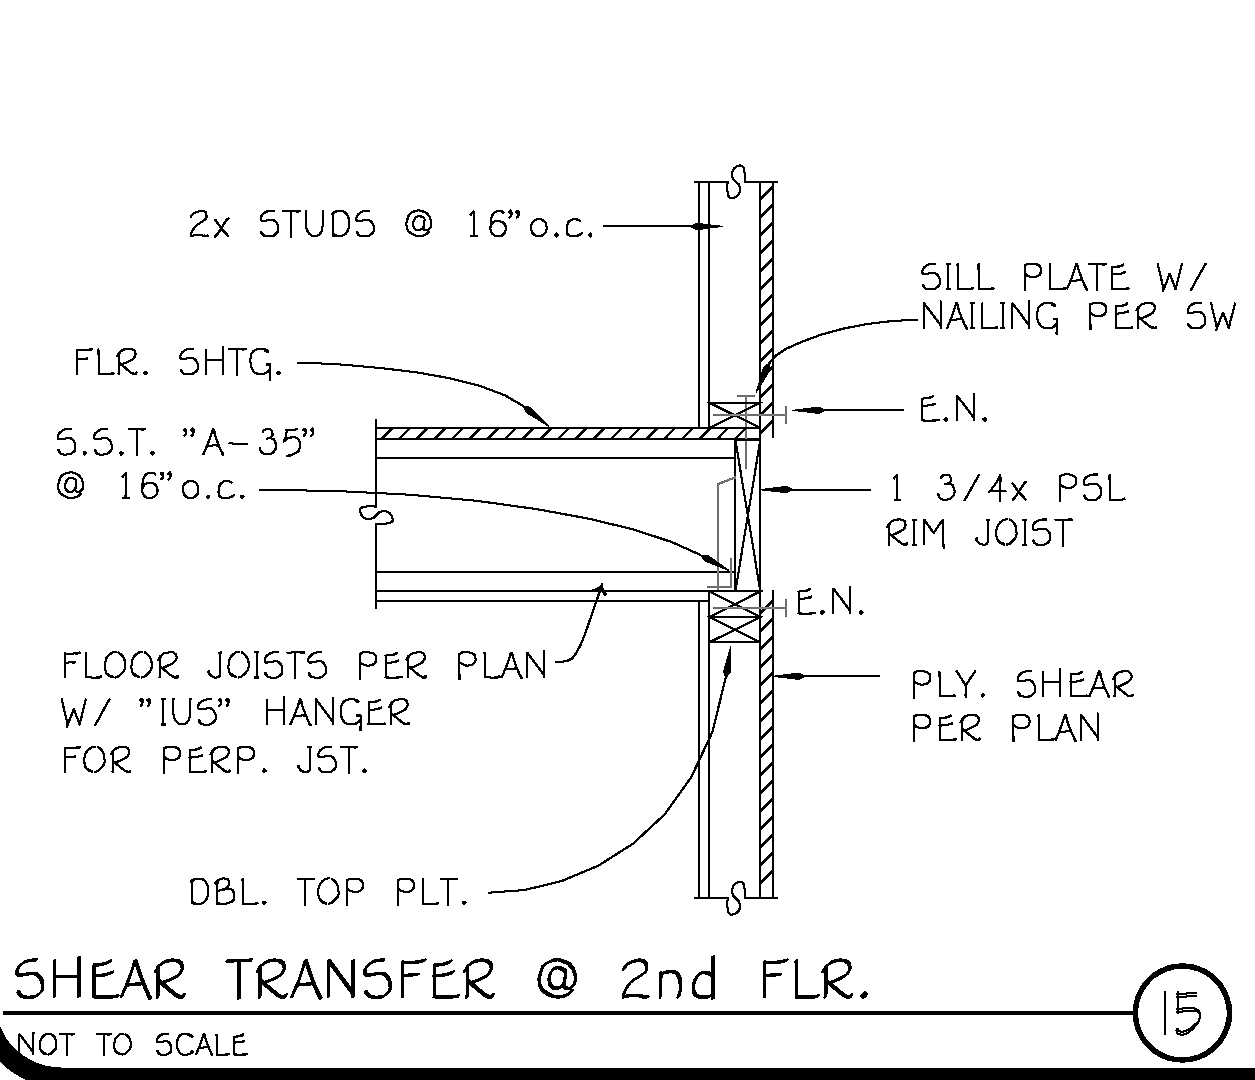 2x STUDS @ 16"o.c.
SILL PLATE W/
NAILING PER SW
FLR. SHTG.
E.N.
S.S.T. "A-35"
@ 16"o.c.
1 3/4x PSL
RIM JOIST
E.N.
FLOOR JOISTS PER PLAN
W/ "IUS" HANGER
FOR PERP. JST.
PLY. SHEAR
PER PLAN
DBL. TOP PLT.
SHEAR TRANSFER @ 2nd FLR.
15
NOT TO SCALE